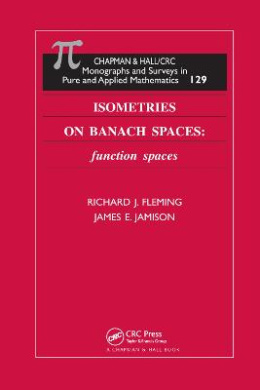 π
CHAPMAN & HALL/CRC
Monographs and Surveys in
Pure and Applied Mathematics 129
ISOMETRIES
ON BANACH SPACES:
function spaces
RICHARD J. FLEMING
JAMES E. JAMISON
CRC Press
Taylor & Francis Group
A CHAPMAN & HALL BOOK